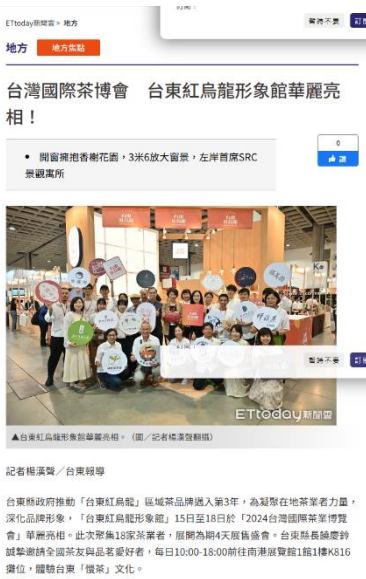 ETtoday新聞雲 > 地方
暫時不要
地方
地方焦點
台灣國際茶博會 台東紅烏龍形象館華麗亮
相！
• 開窗擁抱香榭花園，3米6放大窗景，左岸首席SRC
景觀寓所
0
讚
暫時不要
ETtoday新聞雲
▲台東紅烏龍形象館華麗亮相。（圖／記者楊漢聲翻攝）
記者楊漢聲／台東報導
台東縣政府推動「台東紅烏龍」區域茶品牌邁入第3年，為凝聚在地茶業者力量，
深化品牌形象，「台東紅烏龍形象館」15日至18日於「2024台灣國際茶業博覽
會」華麗亮相。此次聚集18家茶業者，展開為期4天展售盛會。台東縣長饒慶鈴
誠摯邀請全國茶友與品茗愛好者，每日10:00-18:00前往南港展覽館1館1樓K816
攤位，體驗台東「慢茶」文化。